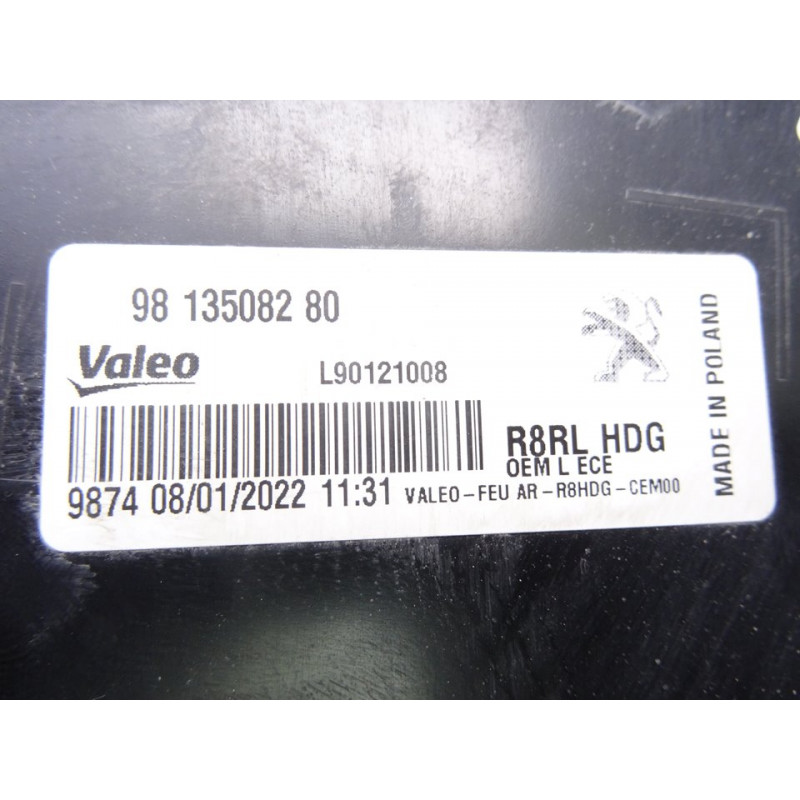 98 135082 80
Valeo
L90121008
R8RL HDG
OEM L ECE
9874 08/01/2022 11:31 VALEO-FEU AR-R8HDG-CEM00
MADE IN POLAND